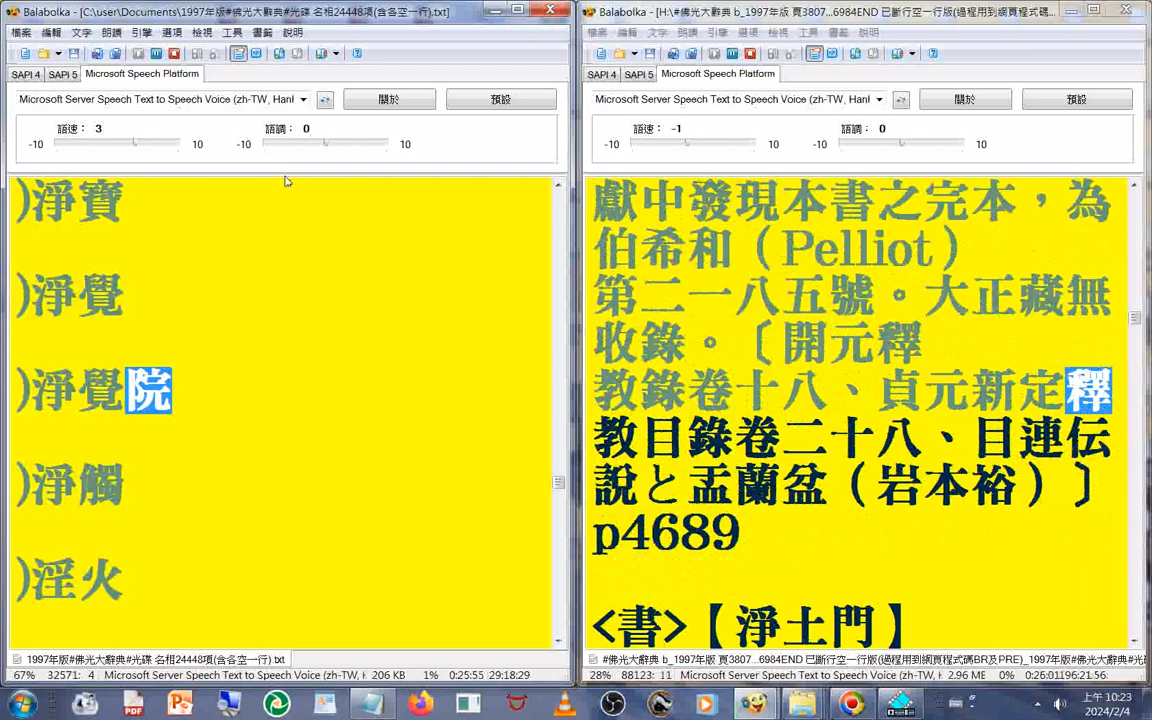 Balabolka - [C:\user\Documents\1997年版#佛光大辭典#光碟 名相24448項(含各空一行).txt]
檔案 編輯 文字 朗讀 引擎 選項 檢視 工具 書籤 說明
SAPI 4 SAPI 5 Microsoft Speech Platform
Microsoft Server Speech Text to Speech Voice (zh-TW, HanH
關於 預設
語速： 3 語調： 0
-10 10 -10 10
)淨寶
)淨覺
)淨覺院
)淨觸
)淫火
1997年版#佛光大辭典#光碟 名相24448項(含各空一行).txt
67% 32571: 4 Microsoft Server Speech Text to Speech Voice (zh-TW, H 206 KB 1% 0:25:55 29:18:29
Balabolka - [H:\#佛光大辭典 b_1997年版 頁3807...6984END 已斷行空一行版(過程用到網頁程式碼
檔案 編輯 文字 朗讀 引擎 選項 檢視 工具 書籤 說明
SAPI 4 SAPI 5 Microsoft Speech Platform
Microsoft Server Speech Text to Speech Voice (zh-TW, HanH
關於 預設
語速： -1 語調： 0
-10 10 -10 10
獻中發現本書之完本，為
伯希和（Pelliot）
第二一八五號。大正藏無
收錄。〔開元釋
教錄卷十八、貞元新定釋
教目錄卷二十八、目連伝
説と盂蘭盆（岩本裕）〕
p4689
<書>【淨土門】
#佛光大辭典 b_1997年版 頁3807...6984END 已斷行空一行版(過程用到網頁程式碼BR及PRE)_1997年版#光
28% 88123: 11 Microsoft Server Speech Text to Speech Voice (zh-TW, H 2.96 MB 0% 0:26:01 196:21:56
上午 10:23
2024/2/4